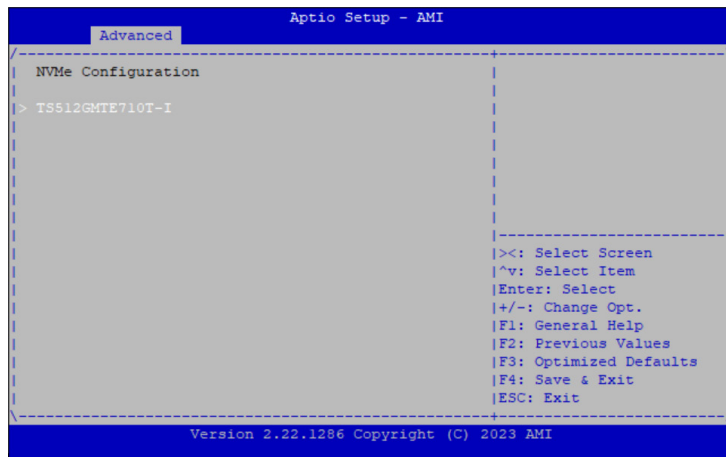 Aptio Setup - AMI
Advanced
NVMe Configuration
> TS512GMTE710T-I
><: Select Screen
^v: Select Item
Enter: Select
+/-: Change Opt.
F1: General Help
F2: Previous Values
F3: Optimized Defaults
F4: Save & Exit
ESC: Exit
Version 2.22.1286 Copyright (C) 2023 AMI